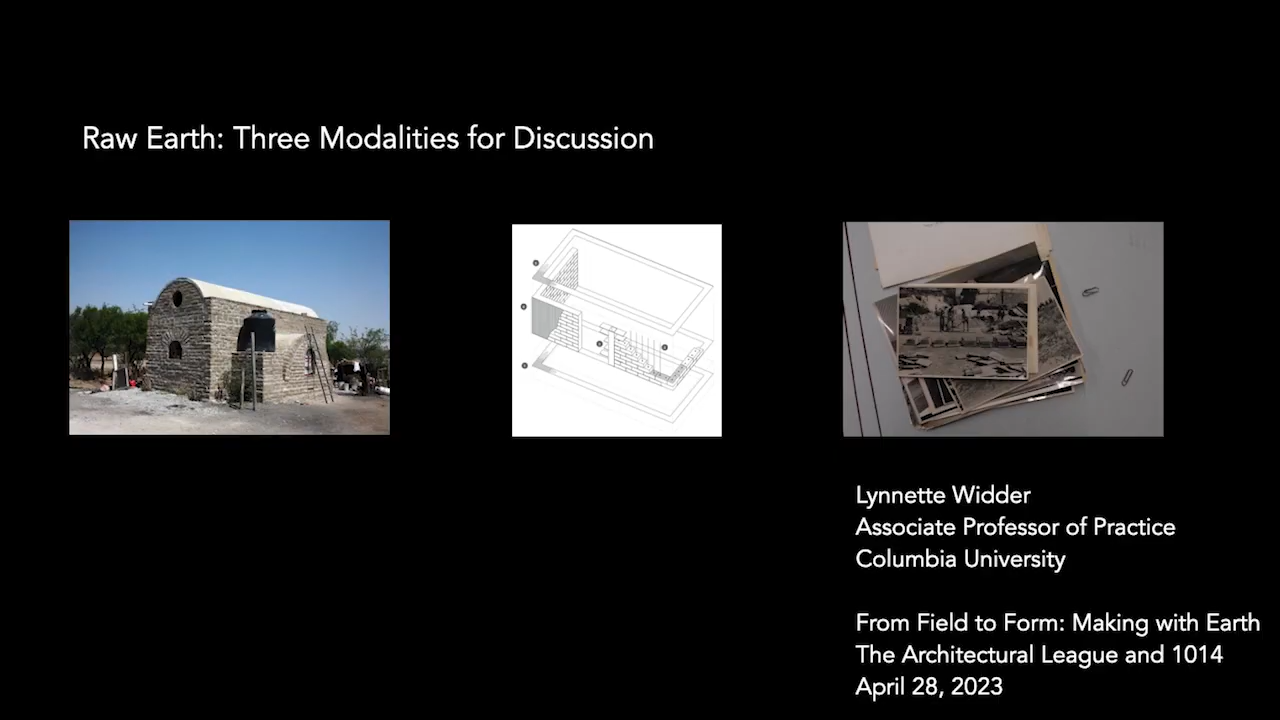 Raw Earth: Three Modalities for Discussion
Lynnette Widder
Associate Professor of Practice
Columbia University
From Field to Form: Making with Earth
The Architectural League and 1014
April 28, 2023